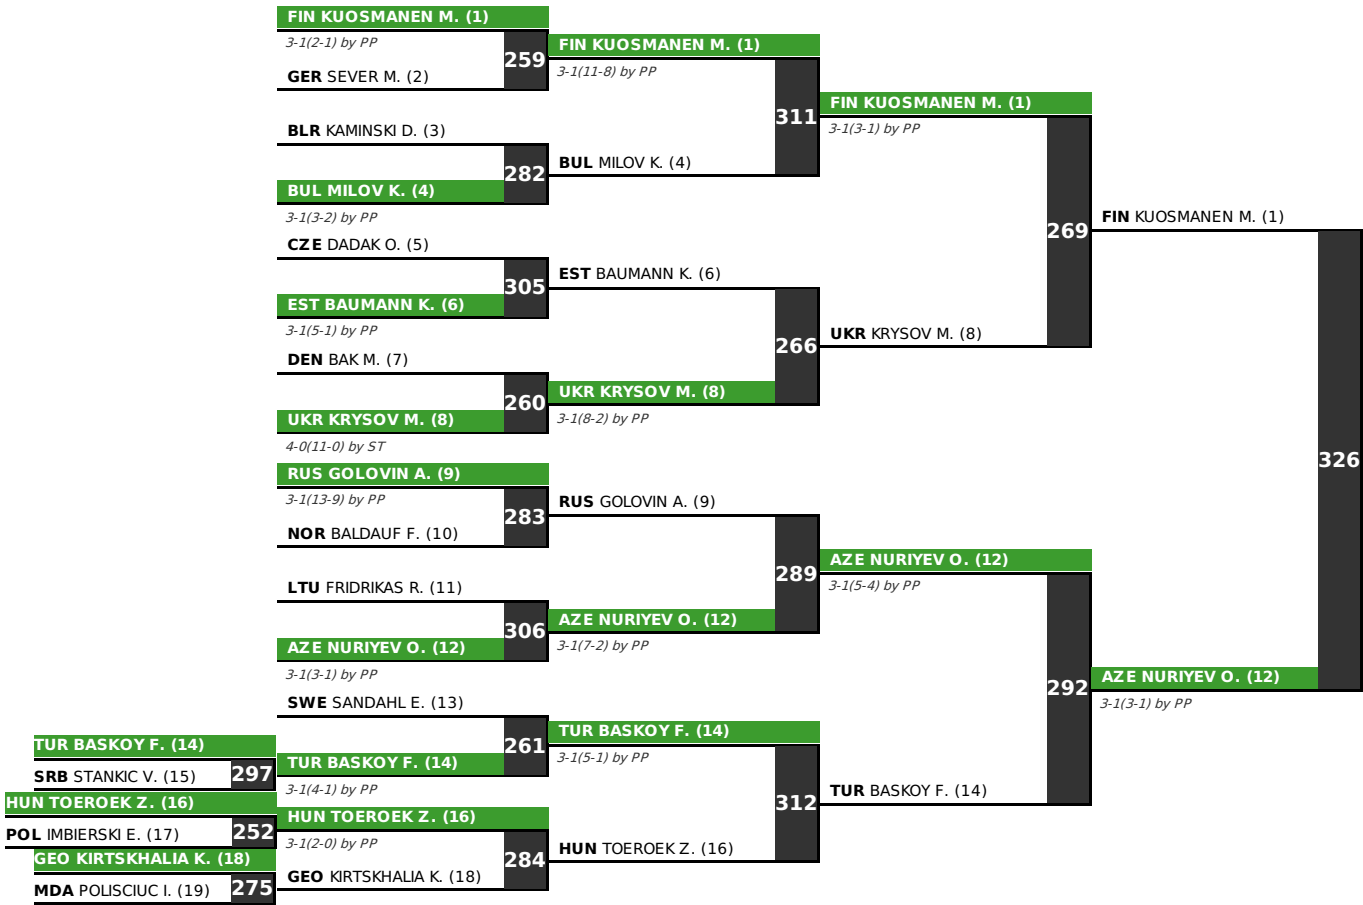 FIN KUOSMANEN M. (1)
3-1(2-1) by PP
259
GER SEVER M. (2)
BLR KAMINSKI D. (3)
282
BUL MILOV K. (4)
3-1(3-2) by PP
CZE DADAK O. (5)
305
EST BAUMANN K. (6)
3-1(5-1) by PP
DEN BAK M. (7)
260
UKR KRYSOV M. (8)
4-0(11-0) by ST
RUS GOLOVIN A. (9)
3-1(13-9) by PP
283
NOR BALDAUF F. (10)
LTU FRIDRIKAS R. (11)
306
AZE NURIYEV O. (12)
3-1(3-1) by PP
SWE SANDAHL E. (13)
261
TUR BASKOY F. (14)
3-1(4-1) by PP
HUN TOEROEK Z. (16)
3-1(2-0) by PP
284
GEO KIRTSKHALIA K. (18)
TUR BASKOY F. (14)
SRB STANKIC V. (15)
297
HUN TOEROEK Z. (16)
POL IMBIERSKI E. (17)
252
GEO KIRTSKHALIA K. (18)
MDA POLISCIUC I. (19)
275
FIN KUOSMANEN M. (1)
3-1(11-8) by PP
311
BUL MILOV K. (4)
EST BAUMANN K. (6)
266
UKR KRYSOV M. (8)
3-1(8-2) by PP
RUS GOLOVIN A. (9)
289
AZE NURIYEV O. (12)
3-1(7-2) by PP
TUR BASKOY F. (14)
3-1(5-1) by PP
312
HUN TOEROEK Z. (16)
FIN KUOSMANEN M. (1)
3-1(3-1) by PP
269
UKR KRYSOV M. (8)
AZE NURIYEV O. (12)
3-1(5-4) by PP
292
TUR BASKOY F. (14)
FIN KUOSMANEN M. (1)
326
AZE NURIYEV O. (12)
3-1(3-1) by PP